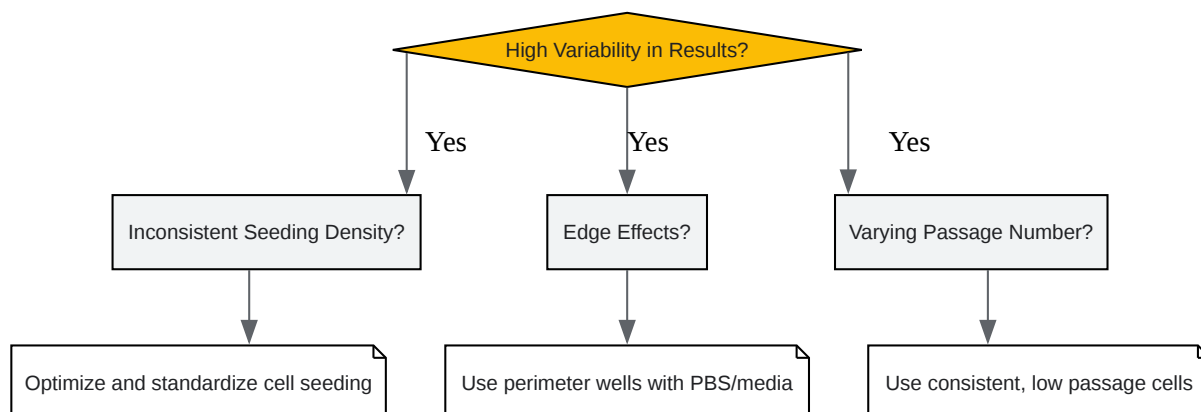 High Variability in Results?
Yes
Yes
Yes
Inconsistent Seeding Density?
Edge Effects?
Varying Passage Number?
Optimize and standardize cell seeding
Use perimeter wells with PBS/media
Use consistent, low passage cells